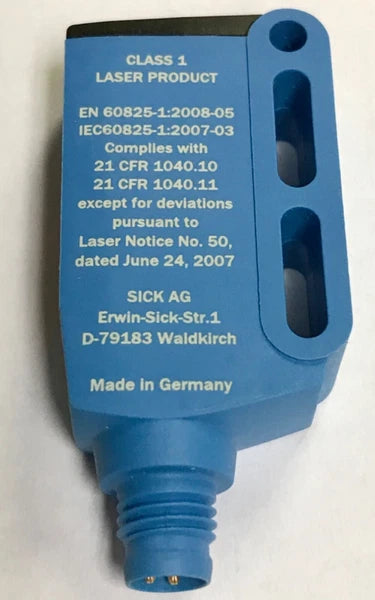 CLASS 1
LASER PRODUCT
EN 60825-1:2008-05
IEC60825-1:2007-03
Complies with
21 CFR 1040.10
21 CFR 1040.11
except for deviations
pursuant to
Laser Notice No. 50,
dated June 24, 2007
SICK AG
Erwin-Sick-Str.1
D-79183 Waldkirch
Made in Germany